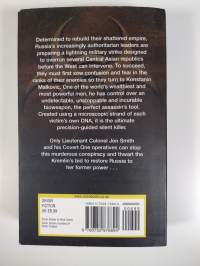 Determined to rebuild their shattered empire,
Russia's increasingly authoritarian leaders are
preparing a lightning military strike designed
to overrun several Central Asian republics
before the West can intervene. To succeed,
they must first sow confusion and fear in the
ranks of their enemies so they turn to Konstantin
Malkovic. One of the world's wealthiest and
most powerful men, he has control over an
undetectable, unstoppable and incurable
bioweapon, the perfect assassin's tool.
Created using a microscopic strand of each
victim's own DNA, it is the ultimate
precision-guided silent killer.
Only Lieutenant Colonel Jon Smith
and his Covert One operatives can stop
this murderous conspiracy and thwart the
Kremlin's bid to restore Russia to
her former power . . .
ORION
FICTION